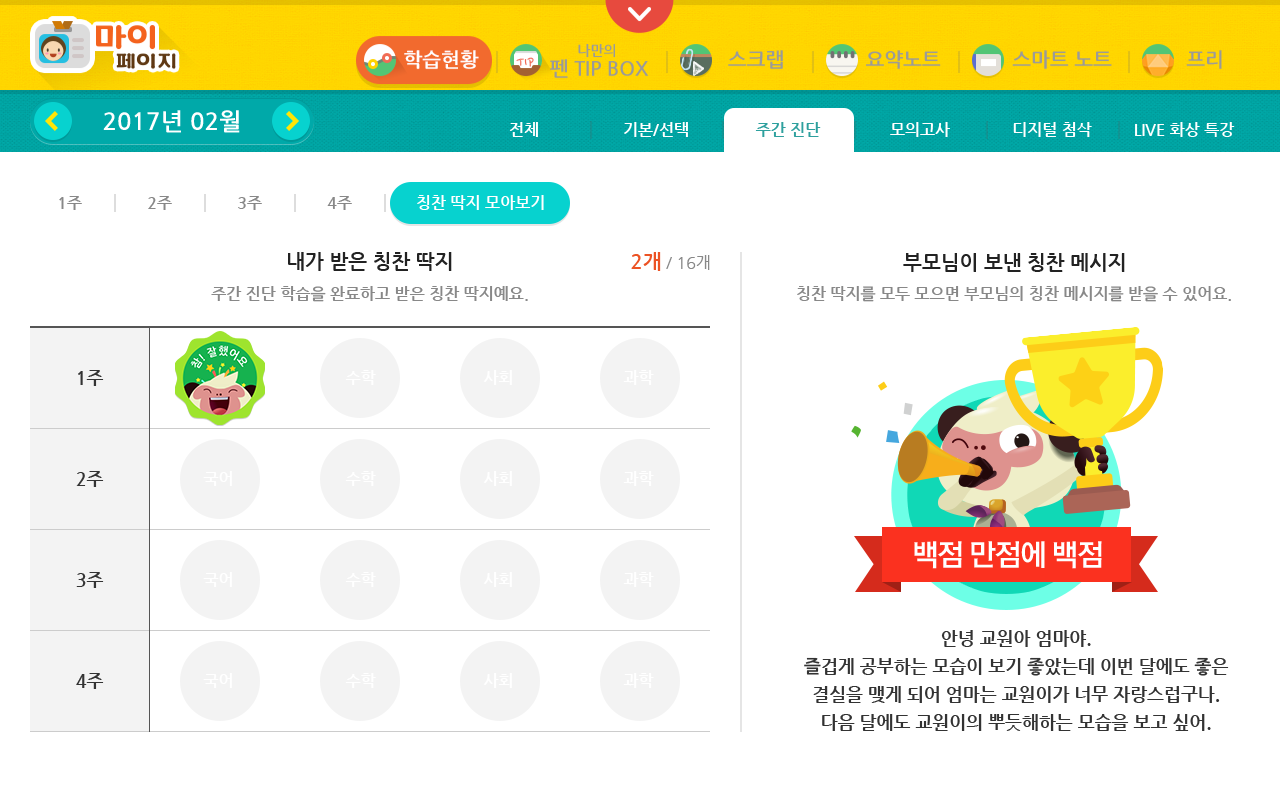 마이
페이지
학습현황
TIP
나만의
펜 TIP BOX
스크랩
요약노트
스마트 노트
프리
2017년 02월
전체
기본/선택
주간 진단
모의고사
디지털 첨삭
LIVE 화상 특강
1주
2주
3주
4주
칭찬 딱지 모아보기
내가 받은 칭찬 딱지
2개 / 16개
주간 진단 학습을 완료하고 받은 칭찬 딱지예요.
1주
참! 잘했어요
수학
사회
과학
2주
국어
수학
사회
과학
3주
국어
수학
사회
과학
4주
국어
수학
사회
과학
부모님이 보낸 칭찬 메시지
칭찬 딱지를 모두 모으면 부모님의 칭찬 메시지를 받을 수 있어요.
백점 만점에 백점
안녕 교원아 엄마야.
즐겁게 공부하는 모습이 보기 좋았는데 이번 달에도 좋은
결실을 맺게 되어 엄마는 교원이가 너무 자랑스럽구나.
다음 달에도 교원이의 뿌듯해하는 모습을 보고 싶어.